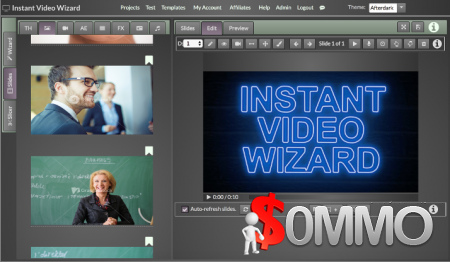 Instant Video Wizard
Projects Test Templates My Account Affiliates Help Admin Logout
Theme: Afterdark
TH AE FX
Slides Edit Preview
Wizard
Slides
Slicer
D 1
Slide 1 of 1
INSTANT
VIDEO
WIZARD
0:00 / 0:10
Auto-refresh slides.
$0MMO